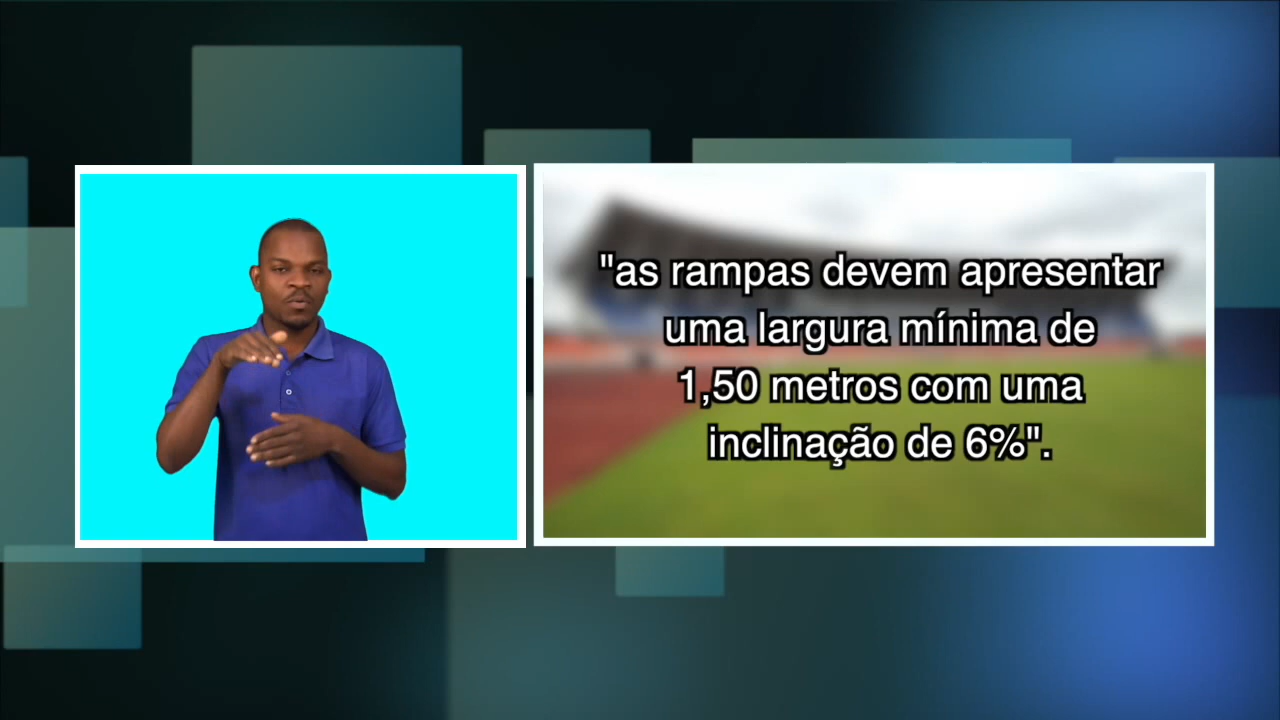 "as rampas devem apresentar
uma largura mínima de
1,50 metros com uma
inclinação de 6%".